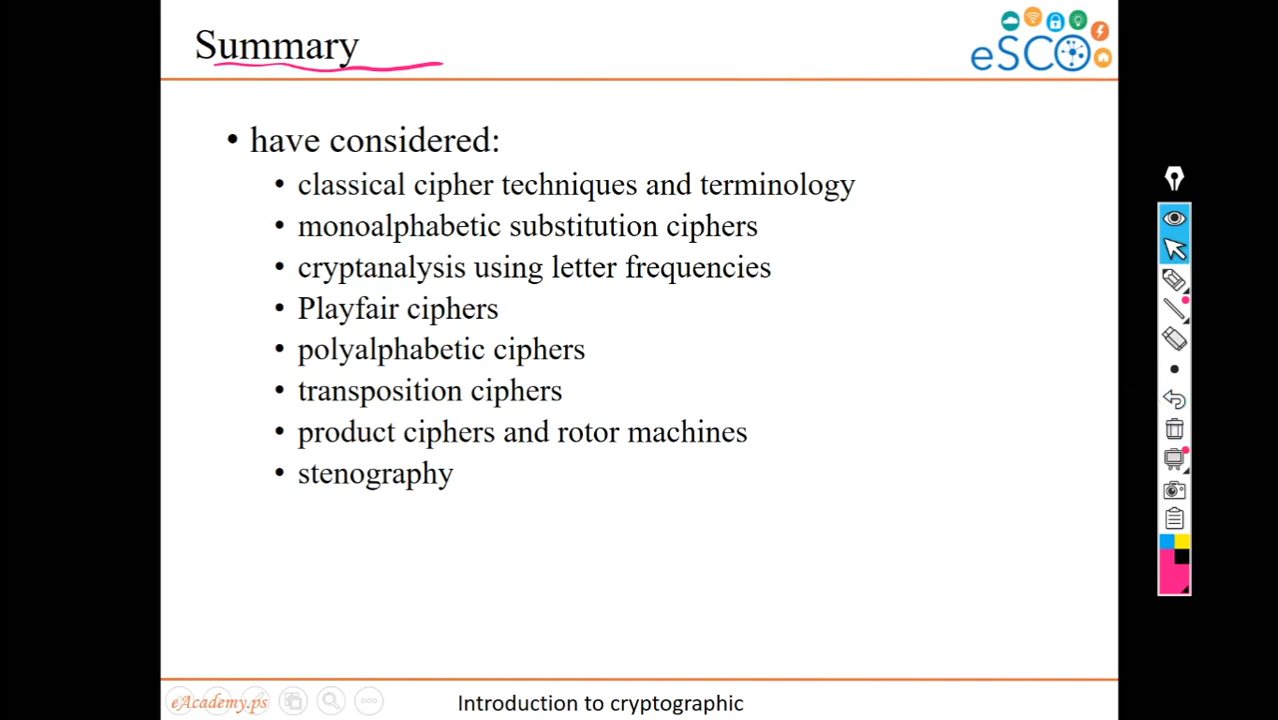 Summary
eSCO
• have considered:
• classical cipher techniques and terminology
• monoalphabetic substitution ciphers
• cryptanalysis using letter frequencies
• Playfair ciphers
• polyalphabetic ciphers
• transposition ciphers
• product ciphers and rotor machines
• stenography
eAcademy.ps
Introduction to cryptographic